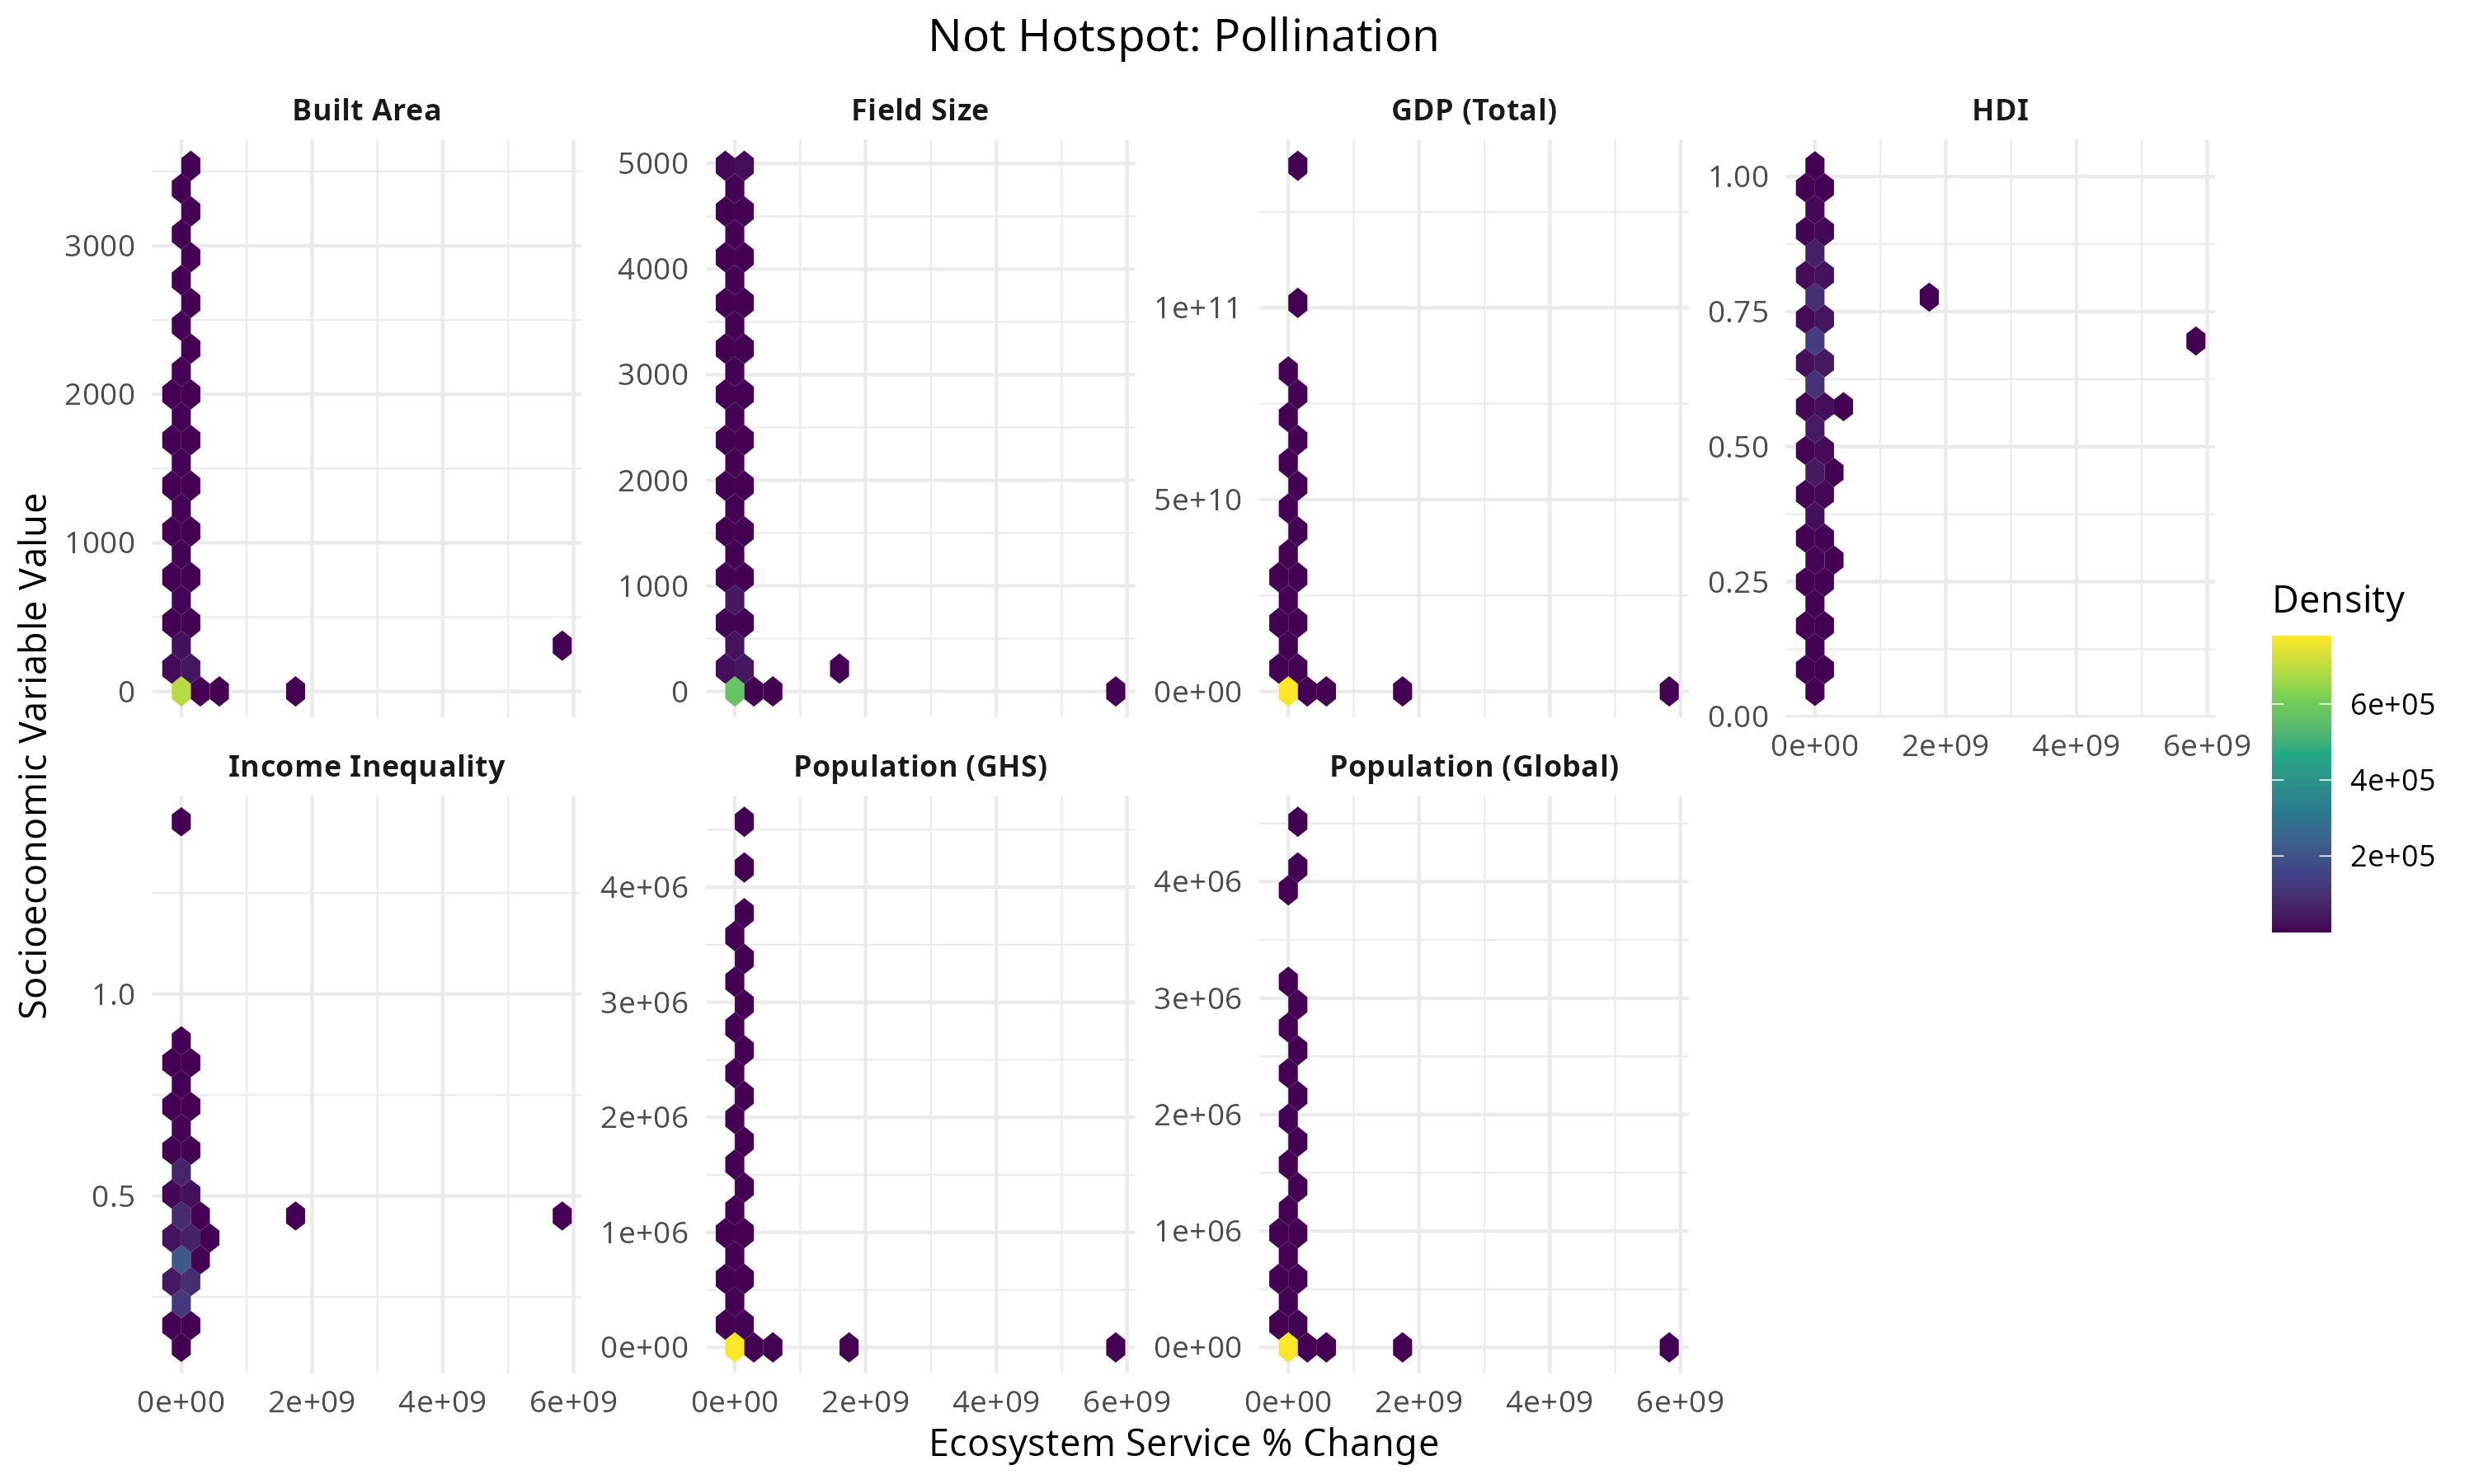 Not Hotspot: Pollination
Built Area
Field Size
GDP (Total)
HDI
3000
2000
1000
0
5000
4000
3000
2000
1000
0
1e+11
5e+10
0e+00
1.00
0.75
0.50
0.25
0.00
0e+00 2e+09 4e+09 6e+09
Income Inequality
Population (GHS)
Population (Global)
1.0
0.5
4e+06
3e+06
2e+06
1e+06
0e+00
4e+06
3e+06
2e+06
1e+06
0e+00
0e+00 2e+09 4e+09 6e+09
0e+00 2e+09 4e+09 6e+09
0e+00 2e+09 4e+09 6e+09
Ecosystem Service % Change
Socioeconomic Variable Value
Density
6e+05
4e+05
2e+05